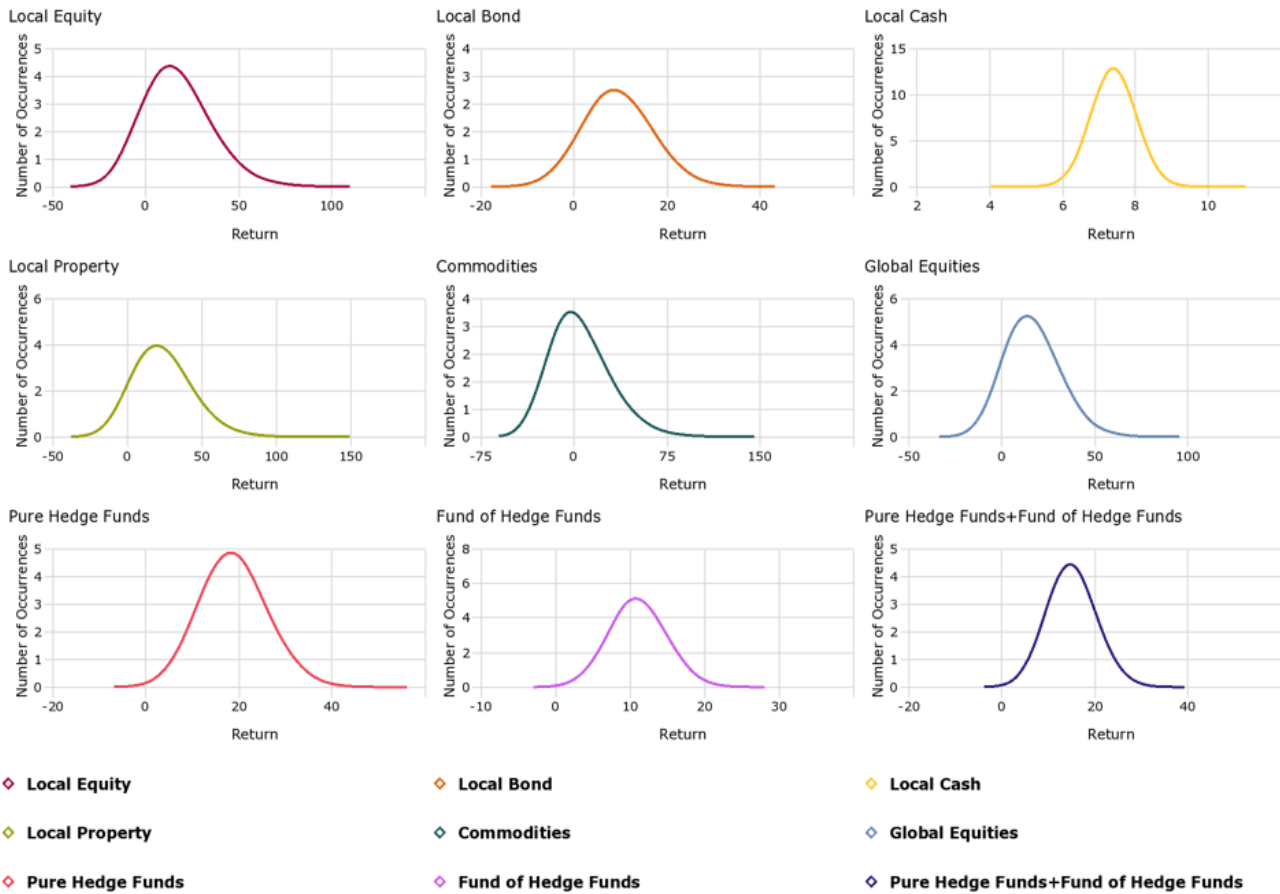 Local Equity
Number of Occurrences
5
4
3
2
2
1
0
-50 0 50 100
Return
Local Bond
Number of Occurrences
4
3
2
2
1
0
-20 0 20 40
Return
Local Cash
Number of Occurrences
15
10
5
0
2 4 6 8 10
Return
Local Property
Number of Occurrences
6
4
2
0
-50 0 50 100 150
Return
Commodities
Number of Occurrences
4
3
2
2
1
0
-75 0 75 150
Return
Global Equities
Number of Occurrences
6
4
2
0
-50 0 50 100
Return
Pure Hedge Funds
Number of Occurrences
5
4
3
2
1
0
-20 0 20 40
Return
Fund of Hedge Funds
Number of Occurrences
8
6
4
2
0
-10 0 10 20 30
Return
Pure Hedge Funds+Fund of Hedge Funds
Number of Occurrences
5
4
3
2
1
0
-20 0 20 40
Return
Local Equity
Local Bond
Local Cash
Local Property
Commodities
Global Equities
Pure Hedge Funds
Fund of Hedge Funds
Pure Hedge Funds+Fund of Hedge Funds